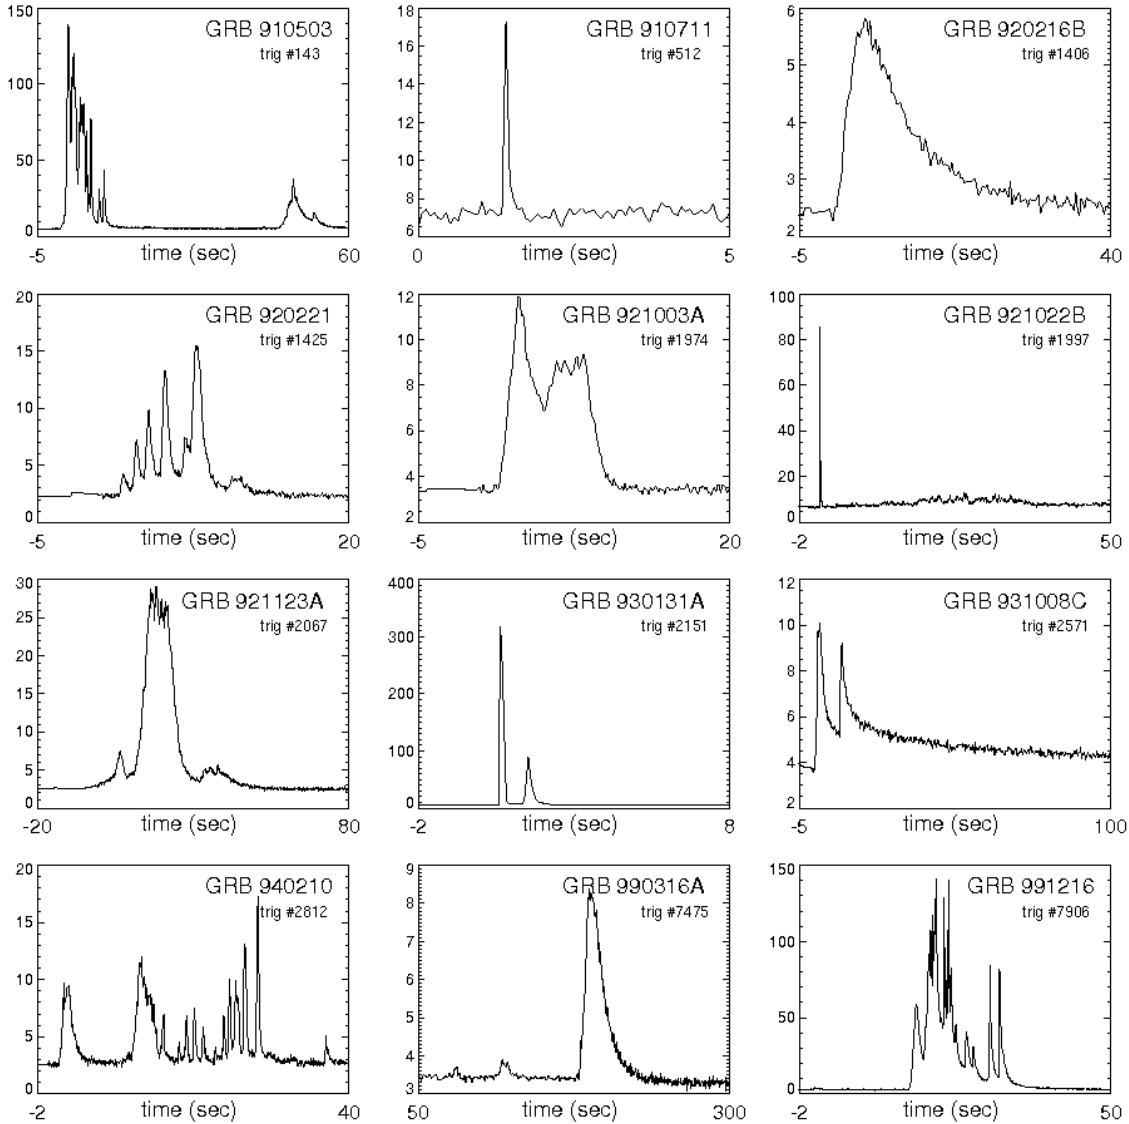 150
GRB 910503
trig #143
100
50
0
-5
time (sec)
60
18
GRB 910711
trig #512
16
14
12
10
8
6
0
time (sec)
5
6
GRB 920216B
trig #1406
5
4
3
2
-5
time (sec)
40
20
GRB 920221
trig #1425
15
10
5
0
-5
time (sec)
20
12
GRB 921003A
trig #1974
10
8
6
4
2
-5
time (sec)
20
100
GRB 921022B
trig #1997
80
60
40
20
0
-2
time (sec)
50
30
GRB 921123A
trig #2067
25
20
15
10
5
0
-20
time (sec)
80
400
GRB 930131A
trig #2151
300
200
100
0
-2
time (sec)
8
12
GRB 931008C
trig #2571
10
8
6
4
2
-5
time (sec)
100
20
GRB 940210
trig #2812
15
10
5
0
-2
time (sec)
40
9
GRB 990316A
trig #7475
8
7
6
5
4
3
50
time (sec)
300
150
GRB 991216
trig #7906
100
50
0
-2
time (sec)
50